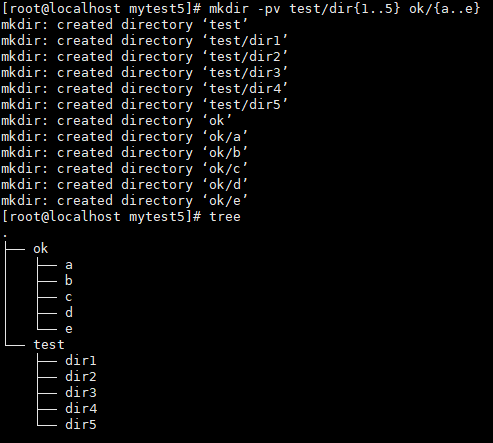 [root@localhost mytest5]# mkdir -pv test/dir{1..5} ok/{a..e}
mkdir: created directory ‘test’
mkdir: created directory ‘test/dir1’
mkdir: created directory ‘test/dir2’
mkdir: created directory ‘test/dir3’
mkdir: created directory ‘test/dir4’
mkdir: created directory ‘test/dir5’
mkdir: created directory ‘ok’
mkdir: created directory ‘ok/a’
mkdir: created directory ‘ok/b’
mkdir: created directory ‘ok/c’
mkdir: created directory ‘ok/d’
mkdir: created directory ‘ok/e’
[root@localhost mytest5]# tree
.
├── ok
│   ├── a
│   ├── b
│   ├── c
│   ├── d
│   └── e
└── test
    ├── dir1
    ├── dir2
    ├── dir3
    ├── dir4
    └── dir5